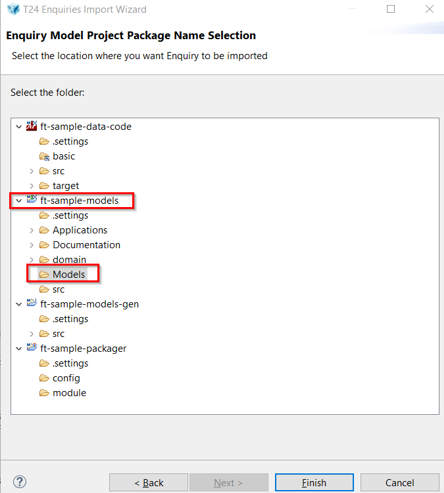 T24 Enquiries Import Wizard
Enquiry Model Project Package Name Selection
Select the location where you want Enquiry to be imported
Select the folder:
ft-sample-data-code
.settings
basic
src
target
ft-sample-models
.settings
Applications
Documentation
domain
Models
src
ft-sample-models-gen
.settings
src
ft-sample-packager
.settings
config
module
? < Back Next > Finish Cancel